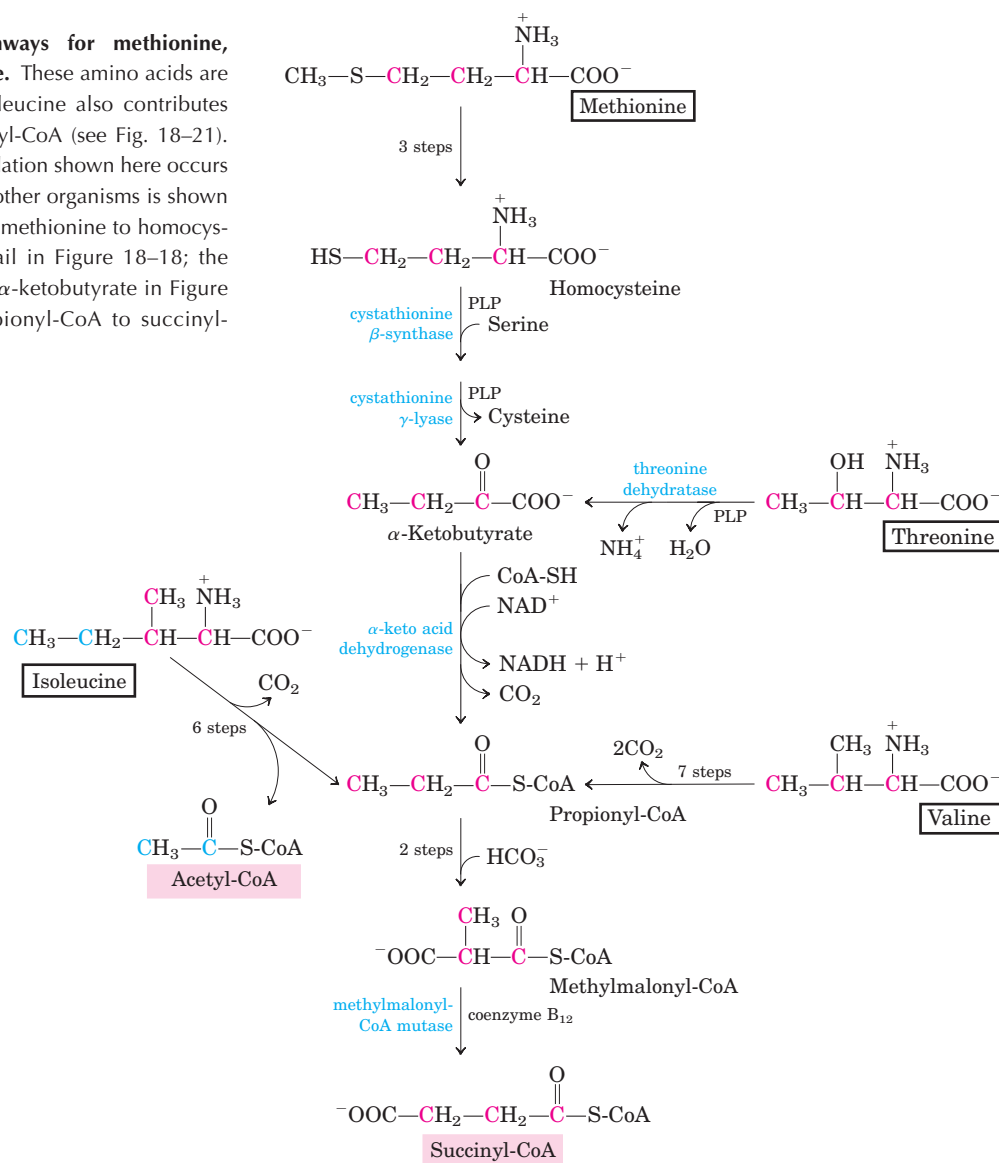 nways for methionine,
e. These amino acids are
leucine also contributes
yl-CoA (see Fig. 18–21).
dation shown here occurs
other organisms is shown
methionine to homocys-
ail in Figure 18–18; the
α-ketobutyrate in Figure
pionyl-CoA to succinyl-
+
NH₃
CH₃—S—CH₂—CH₂—CH—COO⁻
Methionine
3 steps
+
NH₃
HS—CH₂—CH₂—CH—COO⁻
Homocysteine
cystathionine β-synthase
PLP
Serine
cystathionine γ-lyase
PLP
Cysteine
O
CH₃—CH₂—C—COO⁻
α-Ketobutyrate
threonine dehydratase
PLP
NH₄⁺ H₂O
+
OH NH₃
CH₃—CH—CH—COO⁻
Threonine
CoA-SH
NAD⁺
α-keto acid dehydrogenase
NADH + H⁺
CO₂
+
CH₃ NH₃
CH₃—CH₂—CH—CH—COO⁻
Isoleucine
CO₂
6 steps
O
CH₃—C—S-CoA
Acetyl-CoA
O
CH₃—CH₂—C—S-CoA
Propionyl-CoA
2CO₂
7 steps
+
CH₃ NH₃
CH₃—CH—CH—COO⁻
Valine
2 steps
HCO₃⁻
CH₃ O
⁻OOC—CH—C—S-CoA
Methylmalonyl-CoA
methylmalonyl-CoA mutase
coenzyme B₁₂
O
⁻OOC—CH₂—CH₂—C—S-CoA
Succinyl-CoA